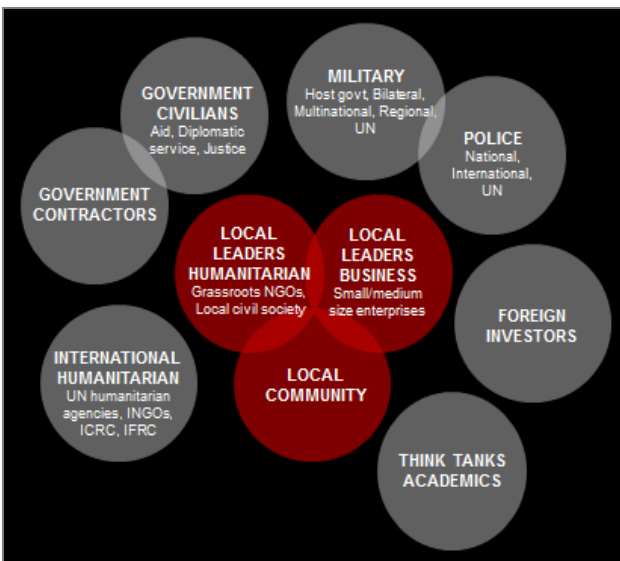 MILITARY
Host govt, Bilateral,
Multinational, Regional,
UN
GOVERNMENT
CIVILIANS
Aid, Diplomatic
service, Justice
POLICE
National,
International,
UN
GOVERNMENT
CONTRACTORS
LOCAL
LEADERS
HUMANITARIAN
Grassroots NGOs,
Local civil society
LOCAL
LEADERS
BUSINESS
Small/medium
size enterprises
FOREIGN
INVESTORS
INTERNATIONAL
HUMANITARIAN
UN humanitarian
agencies, INGOs,
ICRC, IFRC
LOCAL
COMMUNITY
THINK TANKS
ACADEMICS